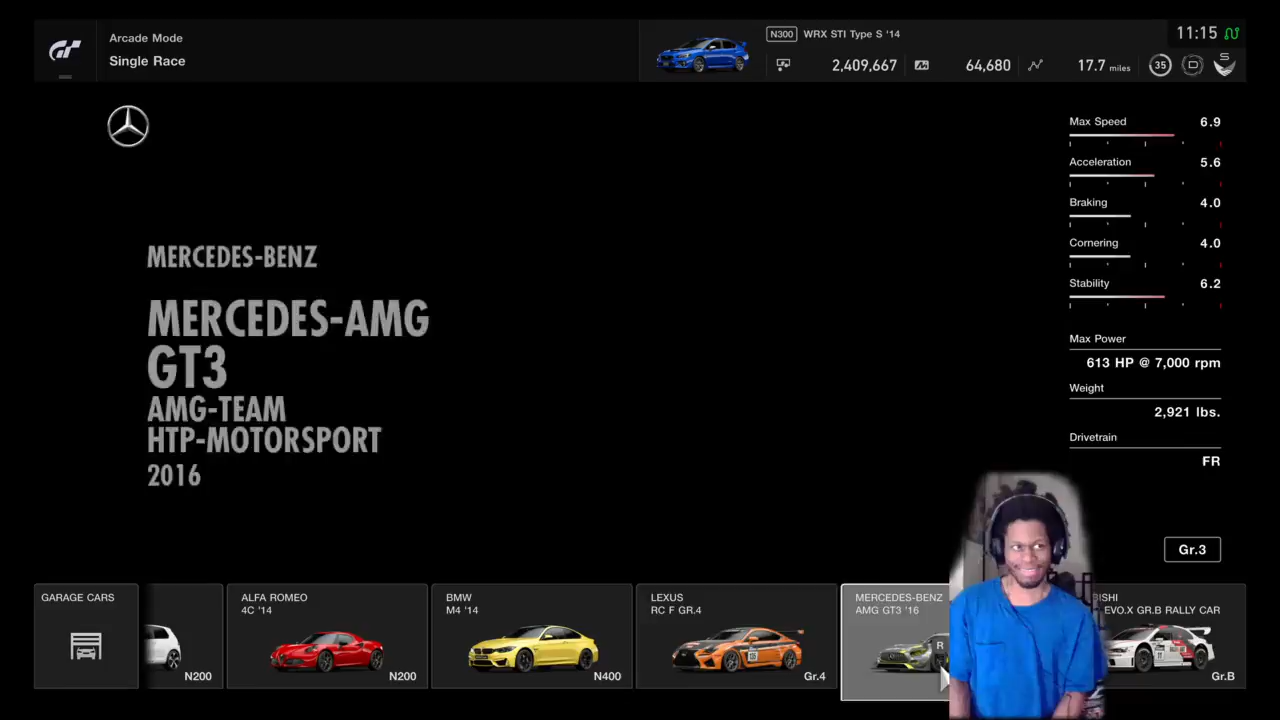 Arcade Mode
Single Race
N300 WRX STI Type S '14
2,409,667 64,680 17.7 miles 35 D S
11:15
Max Speed 6.9
Acceleration 5.6
Braking 4.0
Cornering 4.0
Stability 6.2
Max Power
613 HP @ 7,000 rpm
Weight
2,921 lbs.
Drivetrain
FR
Gr.3
MERCEDES-BENZ
MERCEDES-AMG
GT3
AMG-TEAM
HTP-MOTORSPORT
2016
GARAGE CARS
N200
ALFA ROMEO
4C '14
N200
BMW
M4 '14
N400
LEXUS
RC F GR.4
Gr.4
MERCEDES-BENZ
AMG GT3 '16
R
BISHI
EVO.X GR.B RALLY CAR
Gr.B